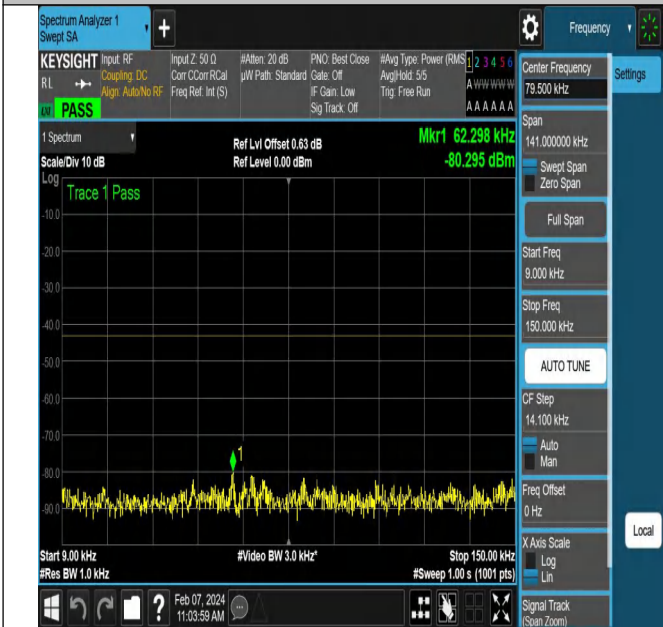 Spectrum Analyzer 1
Swept SA
+
Frequency
KEYSIGHT
RL
PASS
Input: RF
Coupling: DC
Align: Auto/No RF
Input Z: 50 Ω
Corr CCorr RCal
Freq Ref: Int (S)
#Atten: 20 dB
µW Path: Standard
PNO: Best Close
Gate: Off
IF Gain: Low
Sig Track: Off
#Avg Type: Power (RMS
Avg|Hold: 5/5
Trig: Free Run
1 2 3 4 5 6
A W W W W W
A A A A A A
Center Frequency
79.500 kHz
Settings
Span
141.000000 kHz
Swept Span
Zero Span
Full Span
Start Freq
9.000 kHz
Stop Freq
150.000 kHz
AUTO TUNE
CF Step
14.100 kHz
Auto
Man
Freq Offset
0 Hz
X Axis Scale
Log
Lin
Signal Track
(Span Zoom)
Local
1 Spectrum
Scale/Div 10 dB
Log
Ref Lvl Offset 0.63 dB
Ref Level 0.00 dBm
Mkr1 62.298 kHz
-80.295 dBm
Trace 1 Pass
-10.0
-20.0
-30.0
-40.0
-50.0
-60.0
-70.0
-80.0
-90.0
1
Start 9.00 kHz
#Res BW 1.0 kHz
#Video BW 3.0 kHz*
Stop 150.00 kHz
#Sweep 1.00 s (1001 pts)
?
Feb 07, 2024
11:03:59 AM